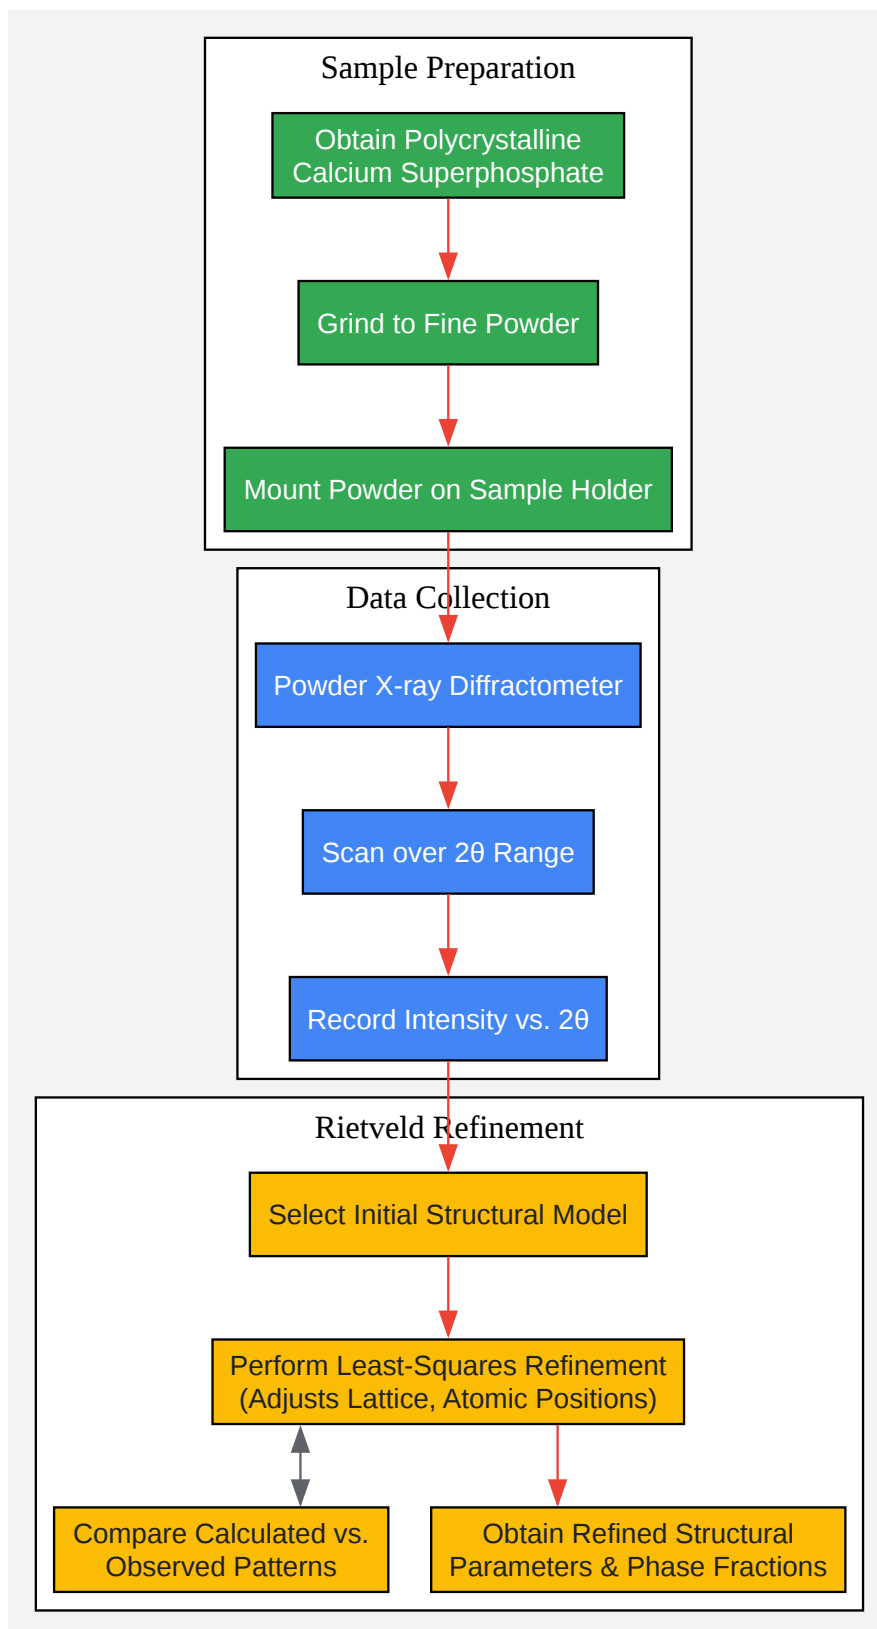 Sample Preparation
Obtain Polycrystalline
Calcium Superphosphate
Grind to Fine Powder
Mount Powder on Sample Holder
Data Collection
Powder X-ray Diffractometer
Scan over 2θ Range
Record Intensity vs. 2θ
Rietveld Refinement
Select Initial Structural Model
Perform Least-Squares Refinement
(Adjusts Lattice, Atomic Positions)
Compare Calculated vs.
Observed Patterns
Obtain Refined Structural
Parameters & Phase Fractions